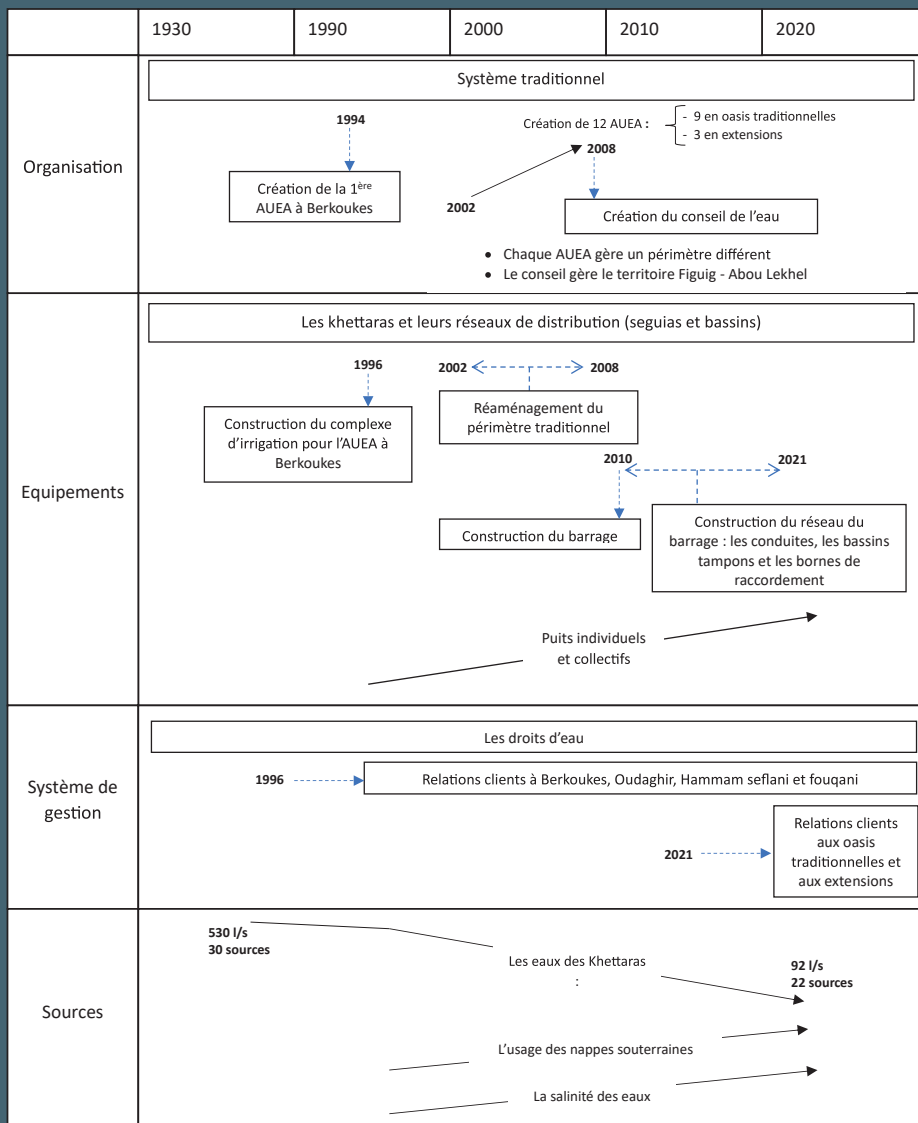 1930
1990
2000
2010
2020
Organisation
Système traditionnel
1994
Création de la 1ère
AUEA à Berkoukes
2002
Création de 12 AUEA :
- 9 en oasis traditionnelles
- 3 en extensions
2008
Création du conseil de l'eau
• Chaque AUEA gère un périmètre différent
• Le conseil gère le territoire Figuig - Abou Lekhel
Equipements
Les khettaras et leurs réseaux de distribution (seguias et bassins)
1996
Construction du complexe
d'irrigation pour l'AUEA à
Berkoukes
2002
2008
Réaménagement du
périmètre traditionnel
2010
2021
Construction du barrage
Construction du réseau du
barrage : les conduites, les bassins
tampons et les bornes de
raccordement
Puits individuels
et collectifs
Système de
gestion
Les droits d'eau
1996
Relations clients à Berkoukes, Oudaghir, Hammam seflani et fouqani
2021
Relations clients
aux oasis
traditionnelles et
aux extensions
Sources
530 l/s
30 sources
Les eaux des Khettaras
:
92 l/s
22 sources
L'usage des nappes souterraines
La salinité des eaux